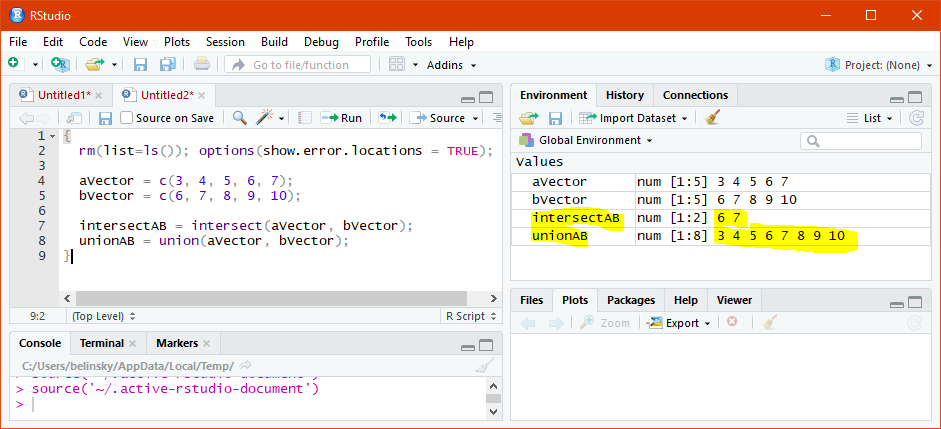 RStudio
File Edit Code View Plots Session Build Debug Profile Tools Help
Go to file/function Addins Project: (None)
Untitled1* Untitled2*
Source on Save Run Source
1 {
2 rm(list=ls()); options(show.error.locations = TRUE);
3
4 aVector = c(3, 4, 5, 6, 7);
5 bVector = c(6, 7, 8, 9, 10);
6
7 intersectAB = intersect(aVector, bVector);
8 unionAB = union(aVector, bVector);
9 }
9:2 (Top Level) R Script
Console Terminal Markers
C:/Users/belinsky/AppData/Local/Temp/
> source('~/.active-rstudio-document')
> source('~/.active-rstudio-document')
>
Environment History Connections
Import Dataset List
Global Environment
Values
aVector num [1:5] 3 4 5 6 7
bVector num [1:5] 6 7 8 9 10
intersectAB num [1:2] 6 7
unionAB num [1:8] 3 4 5 6 7 8 9 10
Files Plots Packages Help Viewer
Zoom Export